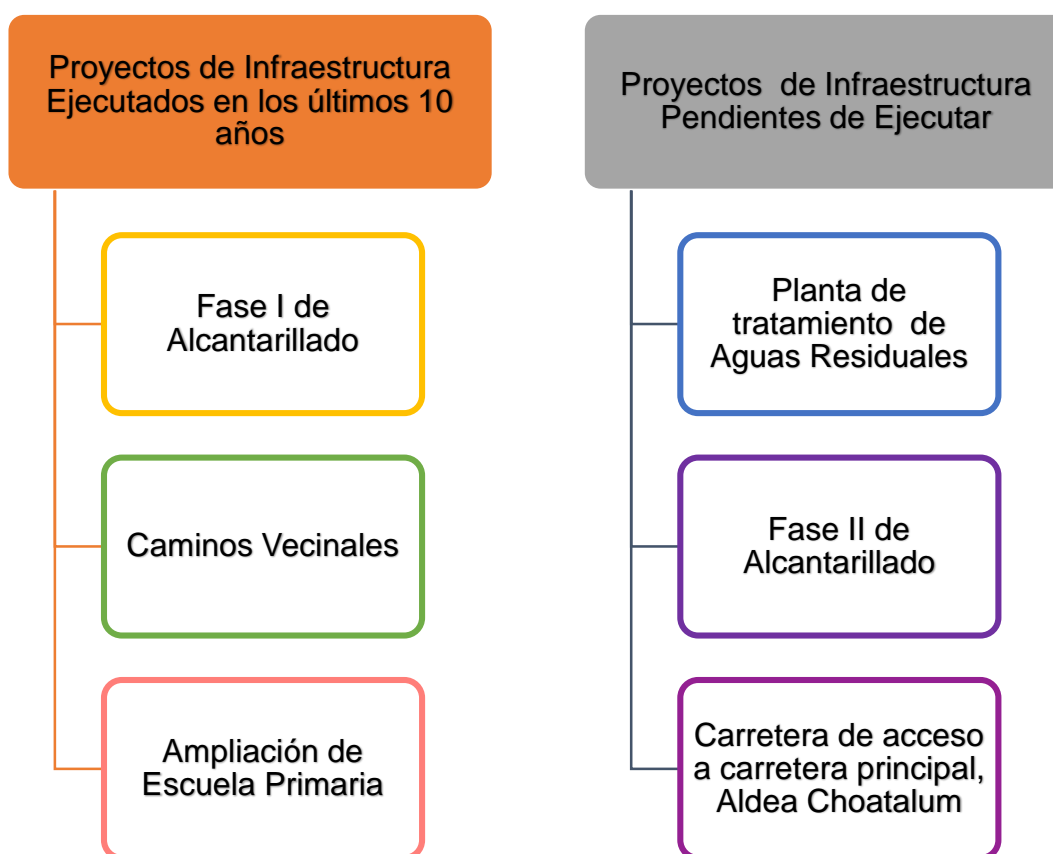 Proyectos de Infraestructura
Ejecutados en los últimos 10
años
Fase I de
Alcantarillado
Caminos Vecinales
Ampliación de
Escuela Primaria
Proyectos de Infraestructura
Pendientes de Ejecutar
Planta de
tratamiento de
Aguas Residuales
Fase II de
Alcantarillado
Carretera de acceso
a carretera principal,
Aldea Choatalum